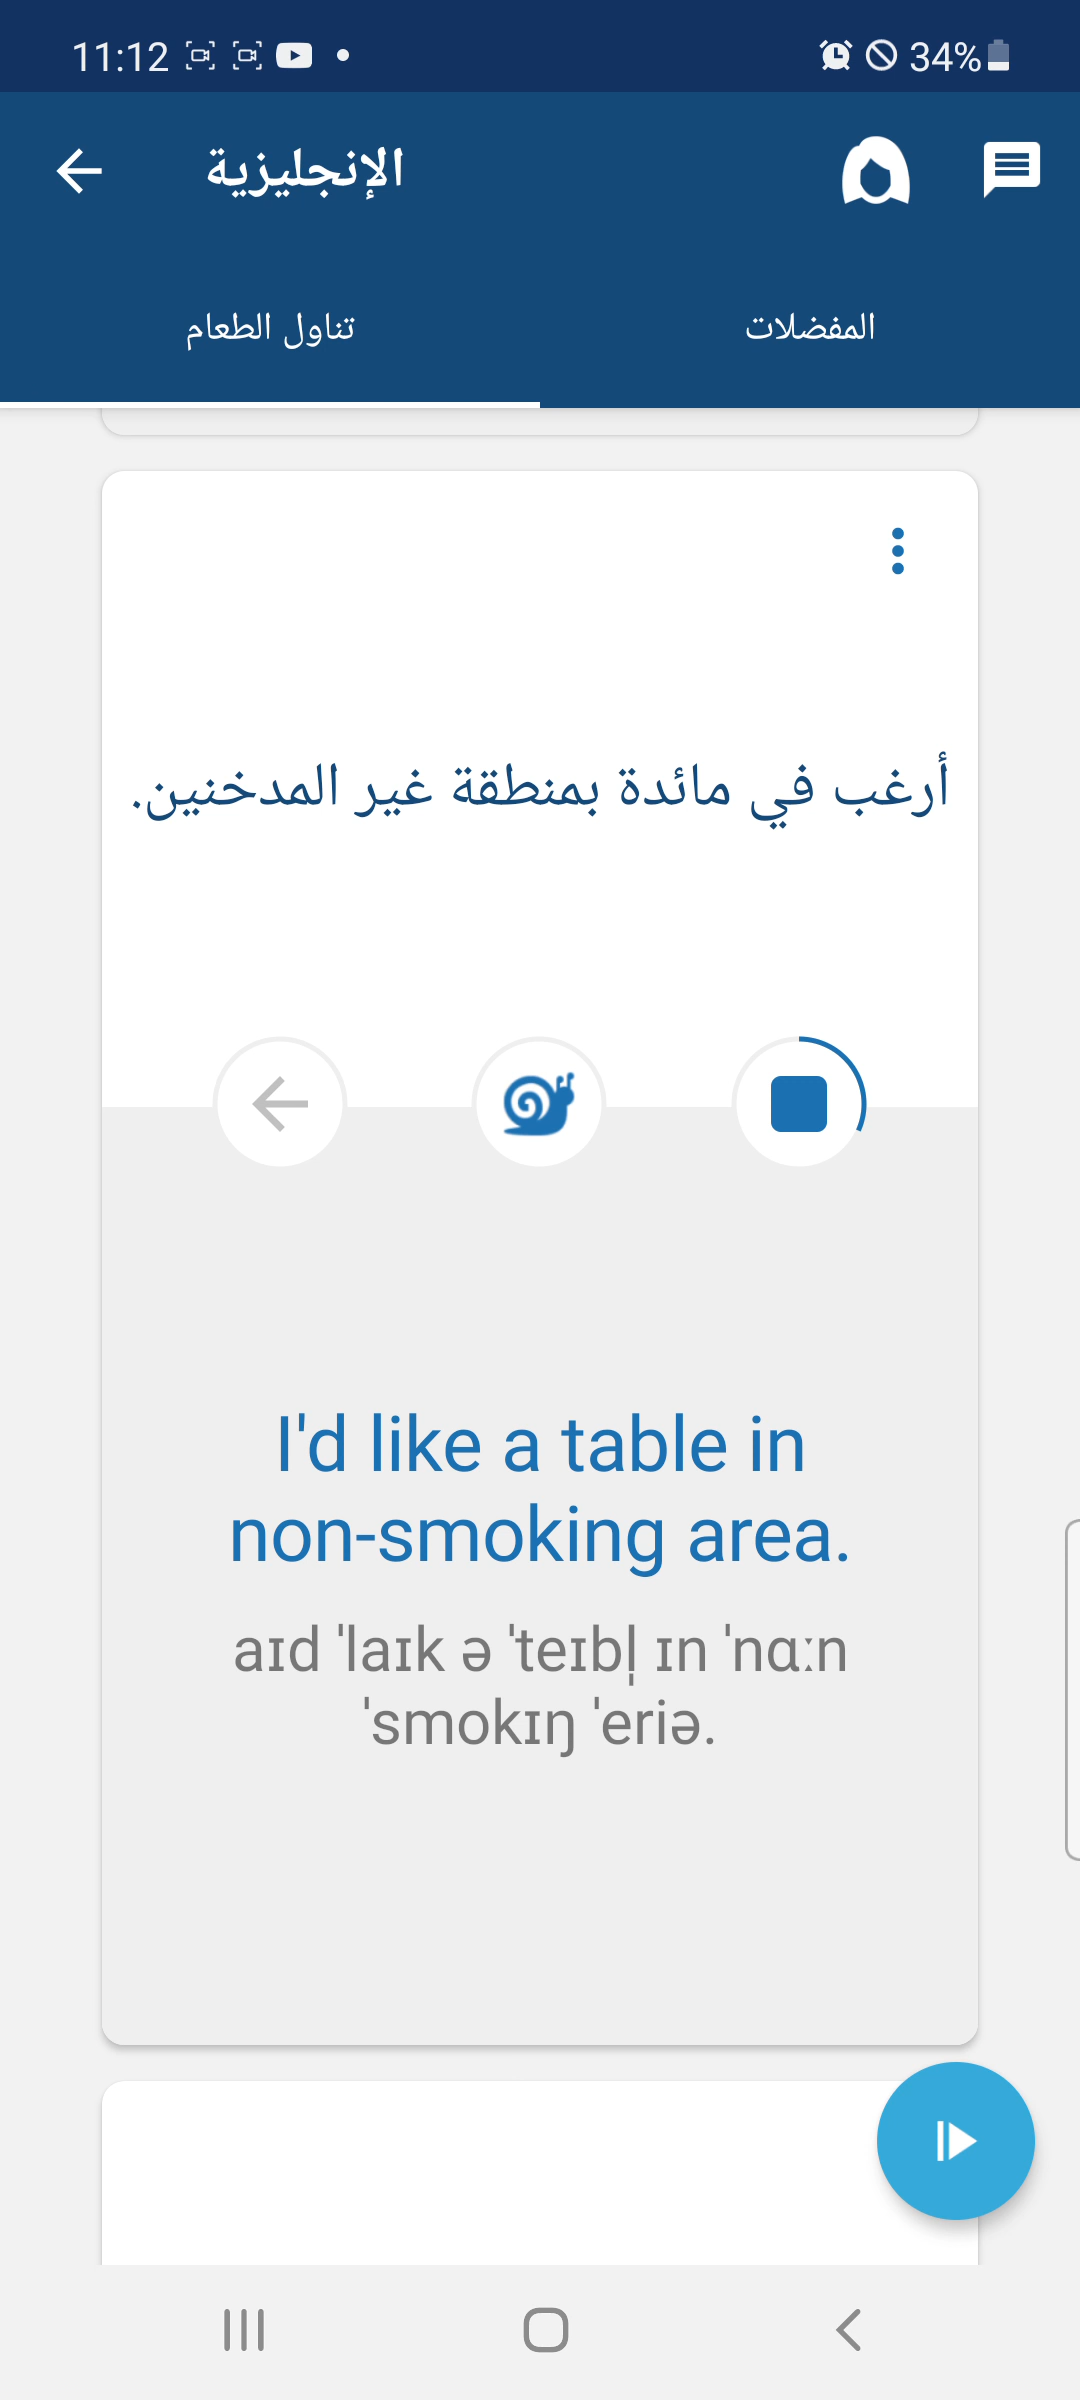 11:12
34%
الإنجليزية
تناول الطعام
المفضلات
أرغب في مائدة بمنطقة غير المدخنين.
I'd like a table in
non-smoking area.
aɪd ˈlaɪk ə ˈteɪbl̩ ɪn ˈnɑːn
ˈsmokɪŋ ˈeriə.